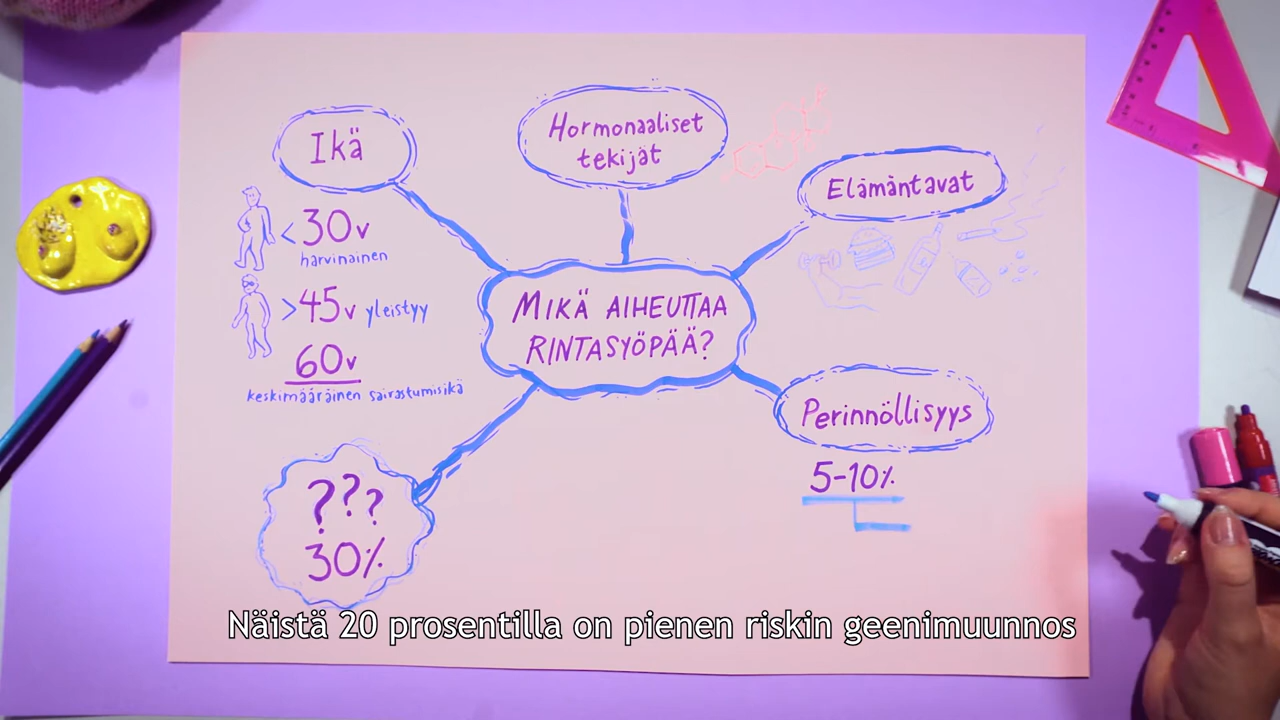 Ikä
< 30v
harvinainen
> 45v yleistyy
60v
keskimääräinen sairastumisikä
Hormonaaliset
tekijät
Elämäntavat
MIKÄ AIHEUTTAA
RINTASYÖPÄÄ?
Perinnöllisyys
5-10%
???
30%
Näistä 20 prosentilla on pienen riskin geenimuunnos